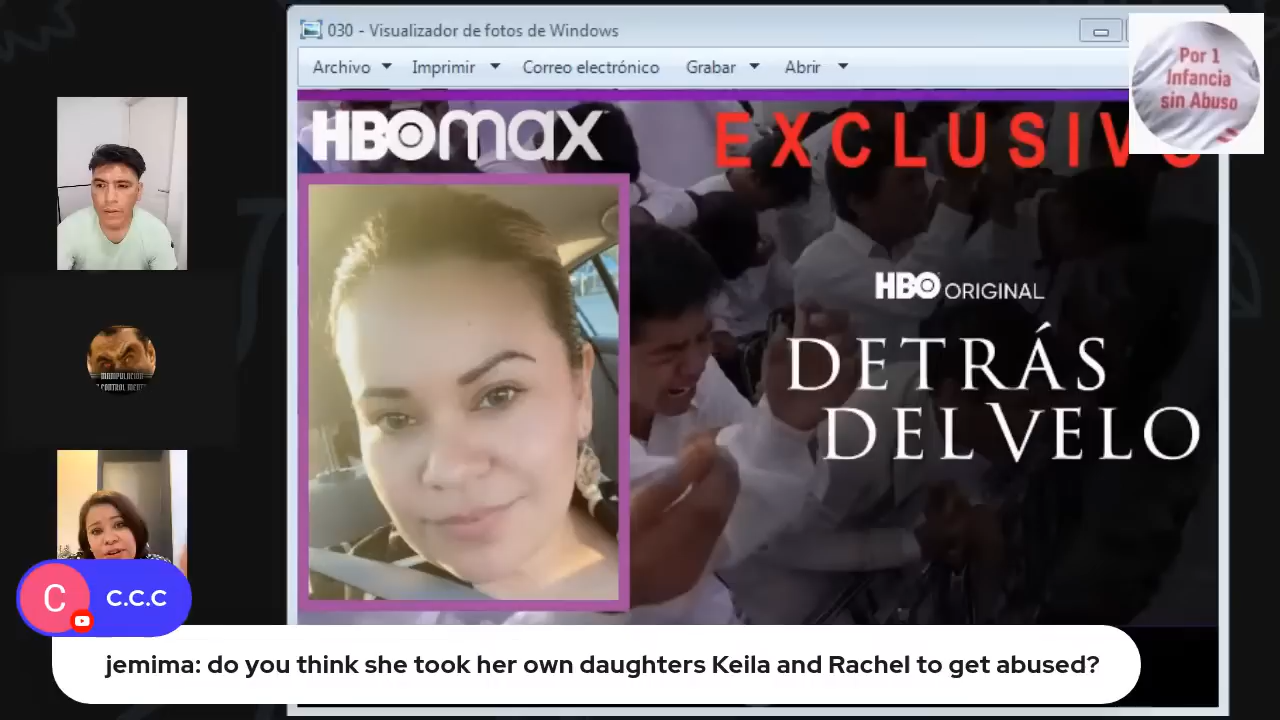 030 - Visualizador de fotos de Windows
Archivo Imprimir Correo electrónico Grabar Abrir
Por 1
Infancia
sin Abuso
HBOmax
EXCLUSIVO
HBO ORIGINAL
DETRÁS
DEL VELO
MANIPULACION
C
C.C.C
jemima: do you think she took her own daughters Keila and Rachel to get abused?